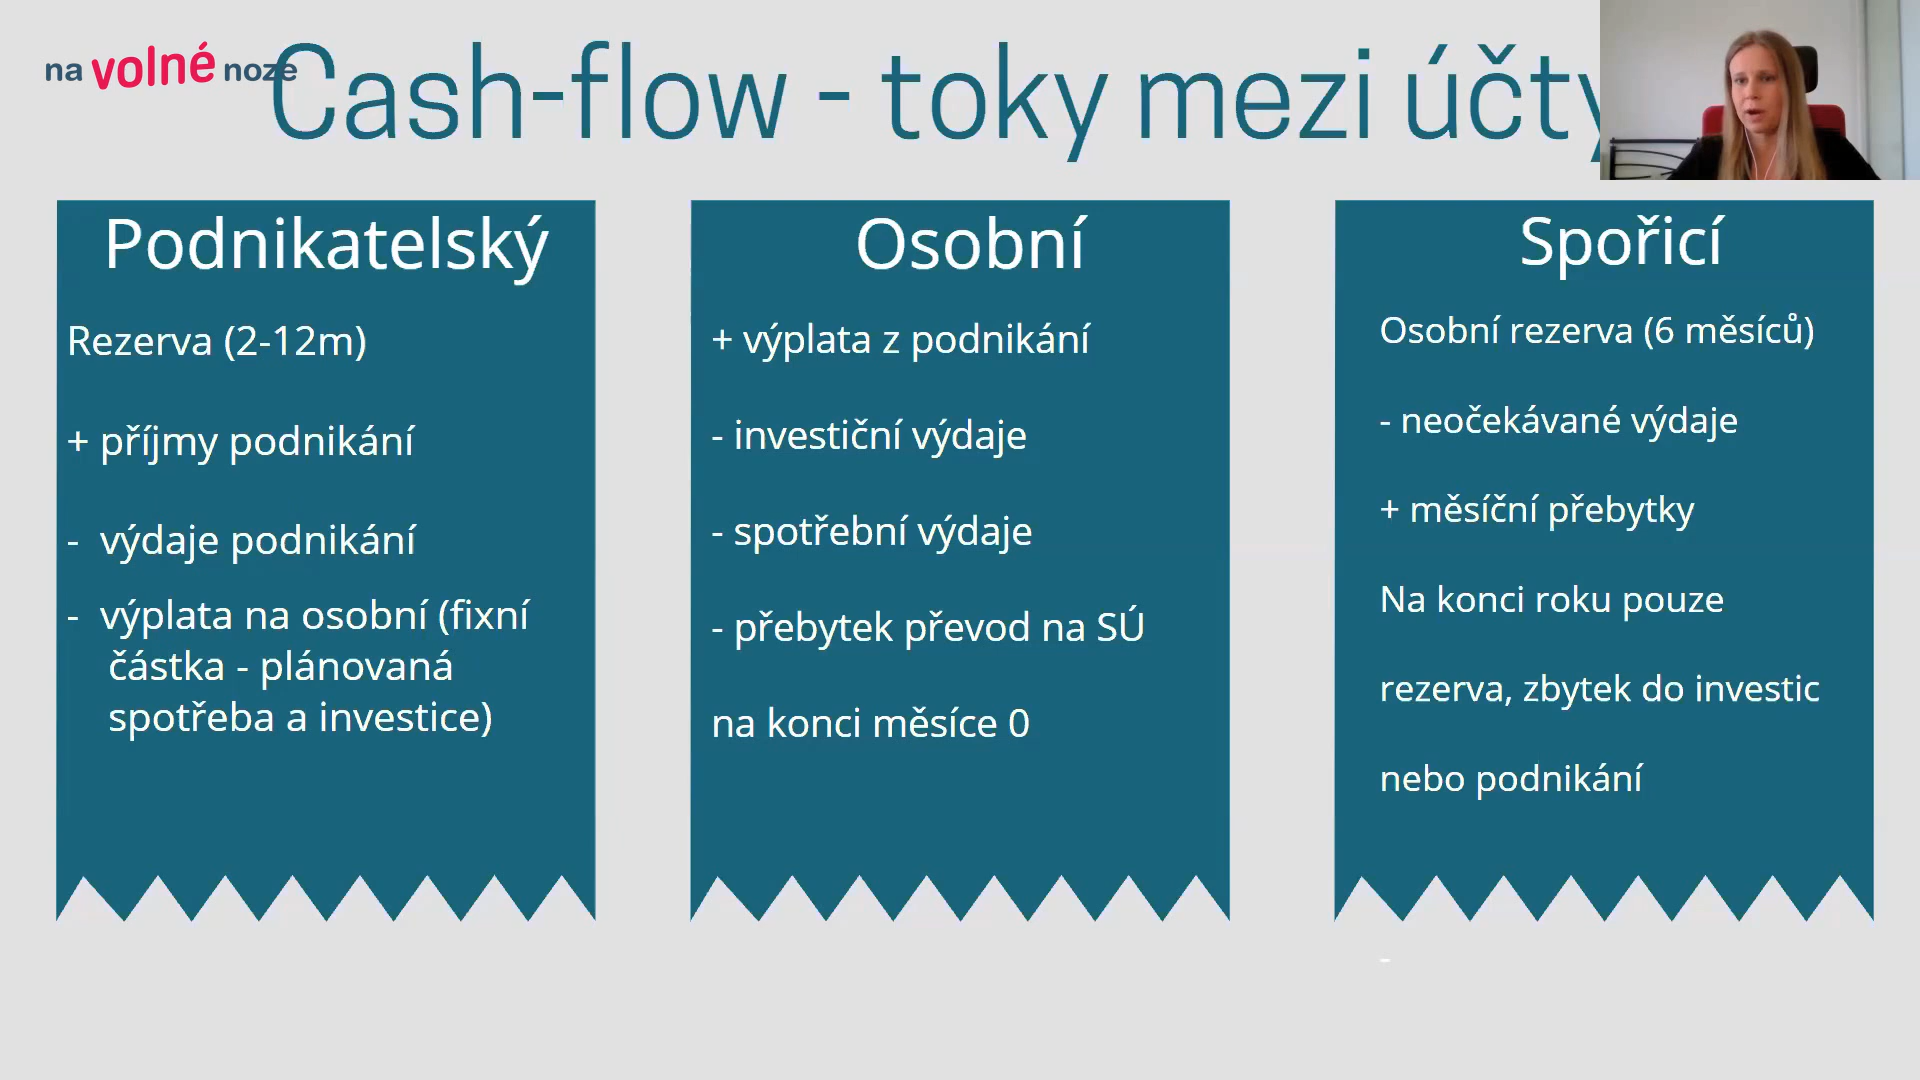 na volné noze
Cash-flow - toky mezi účty
Podnikatelský
Rezerva (2-12m)
+ příjmy podnikání
- výdaje podnikání
- výplata na osobní (fixní
částka - plánovaná
spotřeba a investice)
Osobní
+ výplata z podnikání
- investiční výdaje
- spotřební výdaje
- přebytek převod na SÚ
na konci měsíce 0
Spořicí
Osobní rezerva (6 měsíců)
- neočekávané výdaje
+ měsíční přebytky
Na konci roku pouze
rezerva, zbytek do investic
nebo podnikání
-